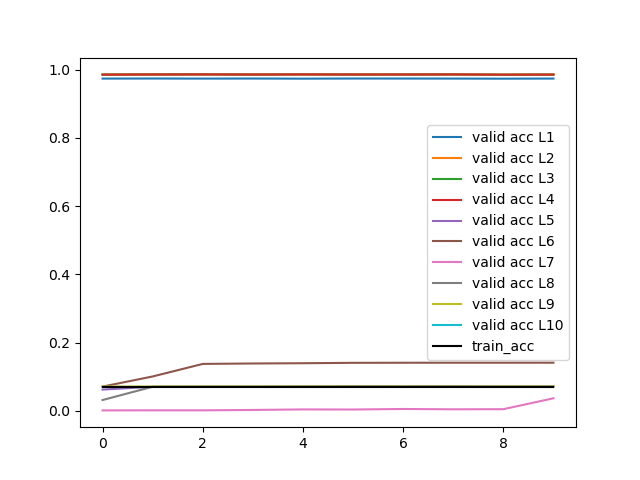 1.0
0.8
0.6
0.4
0.2
0.0
0
2
4
6
8
valid acc L1
valid acc L2
valid acc L3
valid acc L4
valid acc L5
valid acc L6
valid acc L7
valid acc L8
valid acc L9
valid acc L10
train_acc